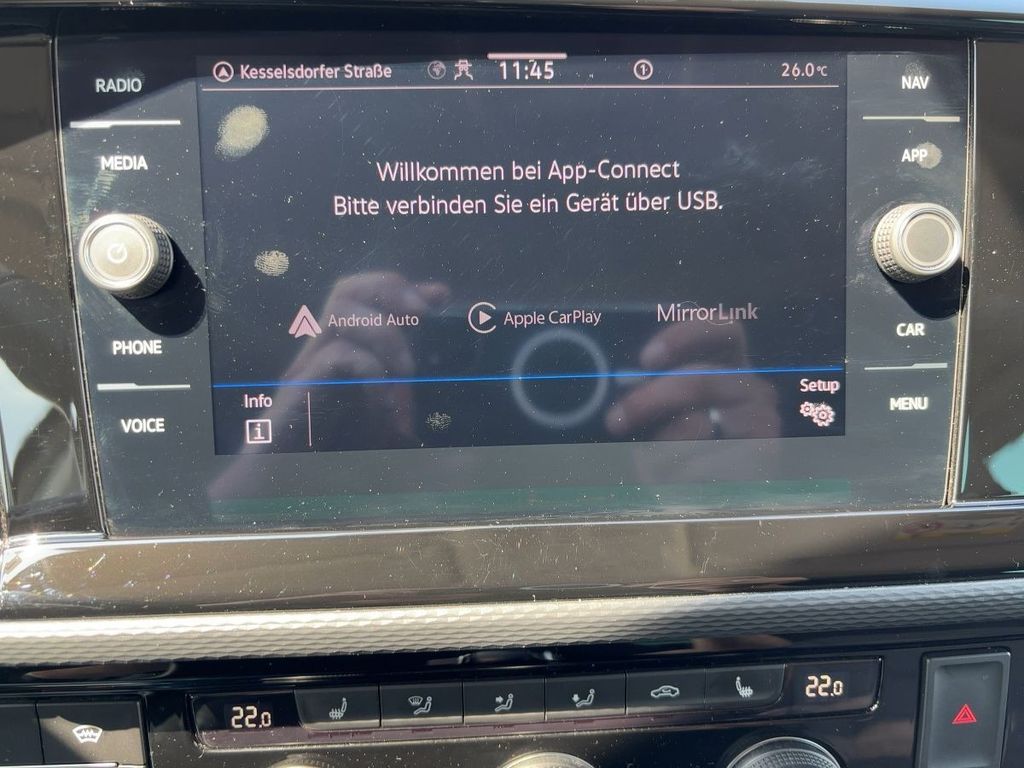 Kesselsdorfer Straße 11:45 1 26.0°C
RADIO
MEDIA
PHONE
VOICE
Willkommen bei App-Connect
Bitte verbinden Sie ein Gerät über USB.
Android Auto
Apple CarPlay
MirrorLink
Info
i
Setup
NAV
APP
CAR
MENU
22.0
22.0